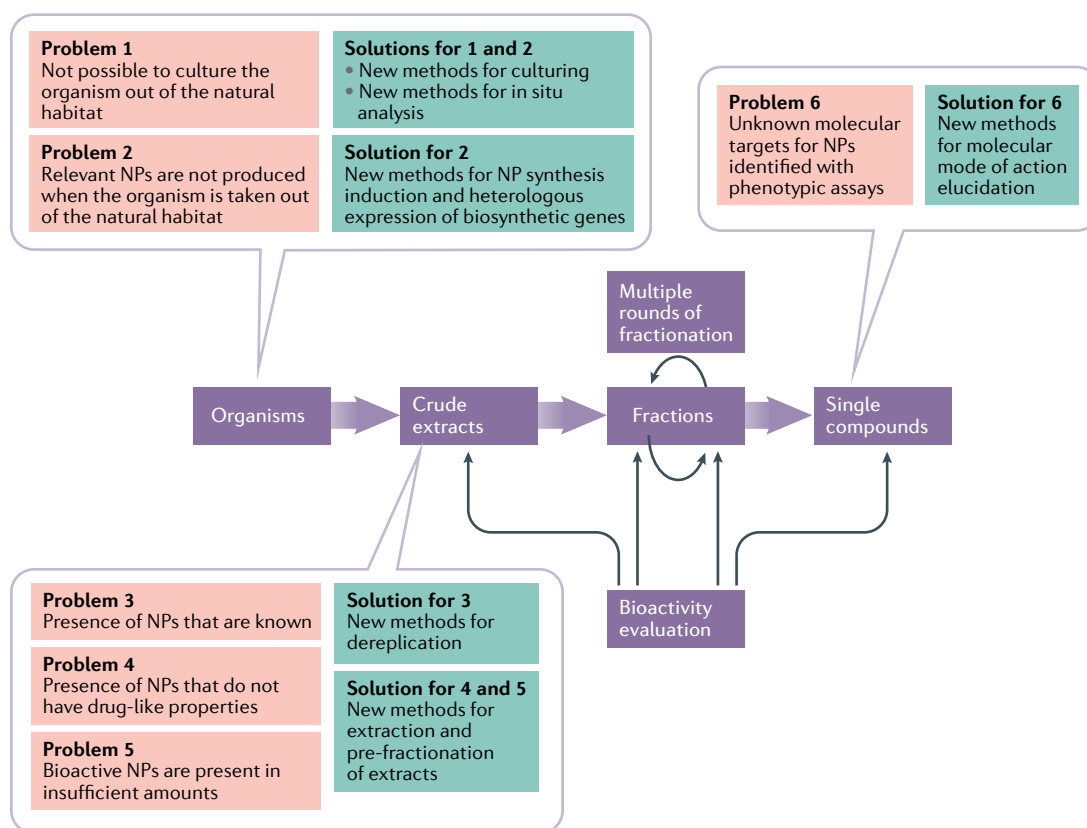 Problem 1
Not possible to culture the
organism out of the natural
habitat
Problem 2
Relevant NPs are not produced
when the organism is taken out
of the natural habitat
Solutions for 1 and 2
• New methods for culturing
• New methods for in situ
analysis
Solution for 2
New methods for NP synthesis
induction and heterologous
expression of biosynthetic genes
Problem 6
Unknown molecular
targets for NPs
identified with
phenotypic assays
Solution for 6
New methods
for molecular
mode of action
elucidation
Multiple
rounds of
fractionation
Organisms
Crude
extracts
Fractions
Single
compounds
Bioactivity
evaluation
Problem 3
Presence of NPs that are known
Problem 4
Presence of NPs that do not
have drug-like properties
Problem 5
Bioactive NPs are present in
insufficient amounts
Solution for 3
New methods for
dereplication
Solution for 4 and 5
New methods for
extraction and
pre-fractionation
of extracts